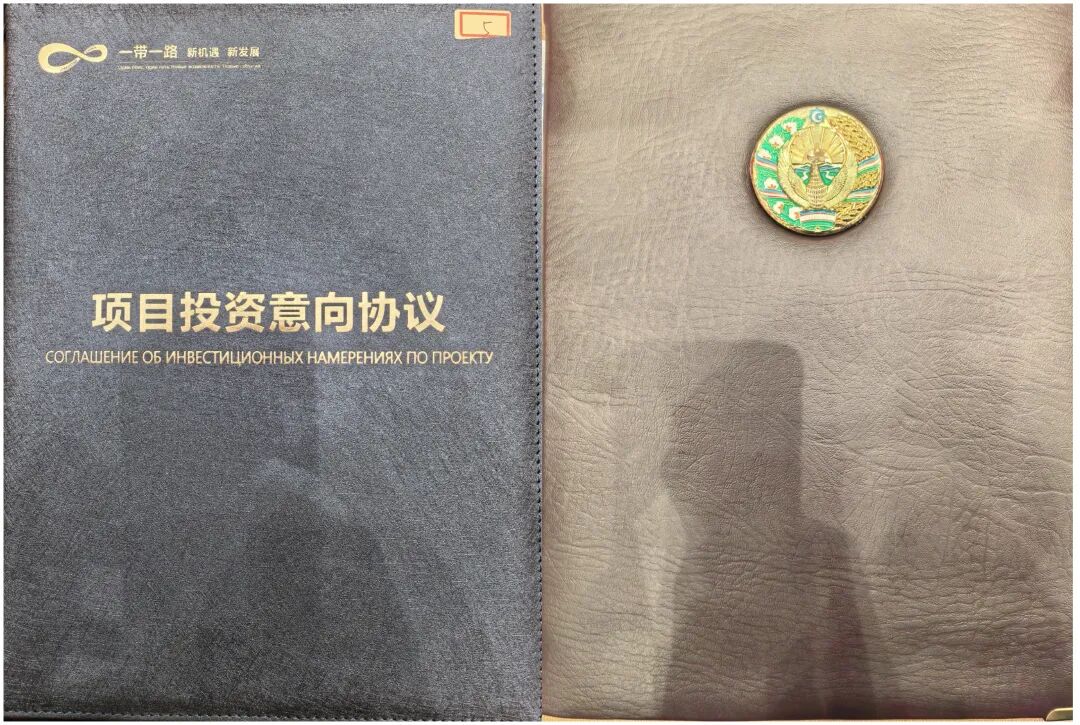 5
一带一路 新机遇 新发展
项目投资意向协议
СОГЛАШЕНИЕ ОБ ИНВЕСТИЦИОННЫХ НАМЕРЕНИЯХ ПО ПРОЕКТУ